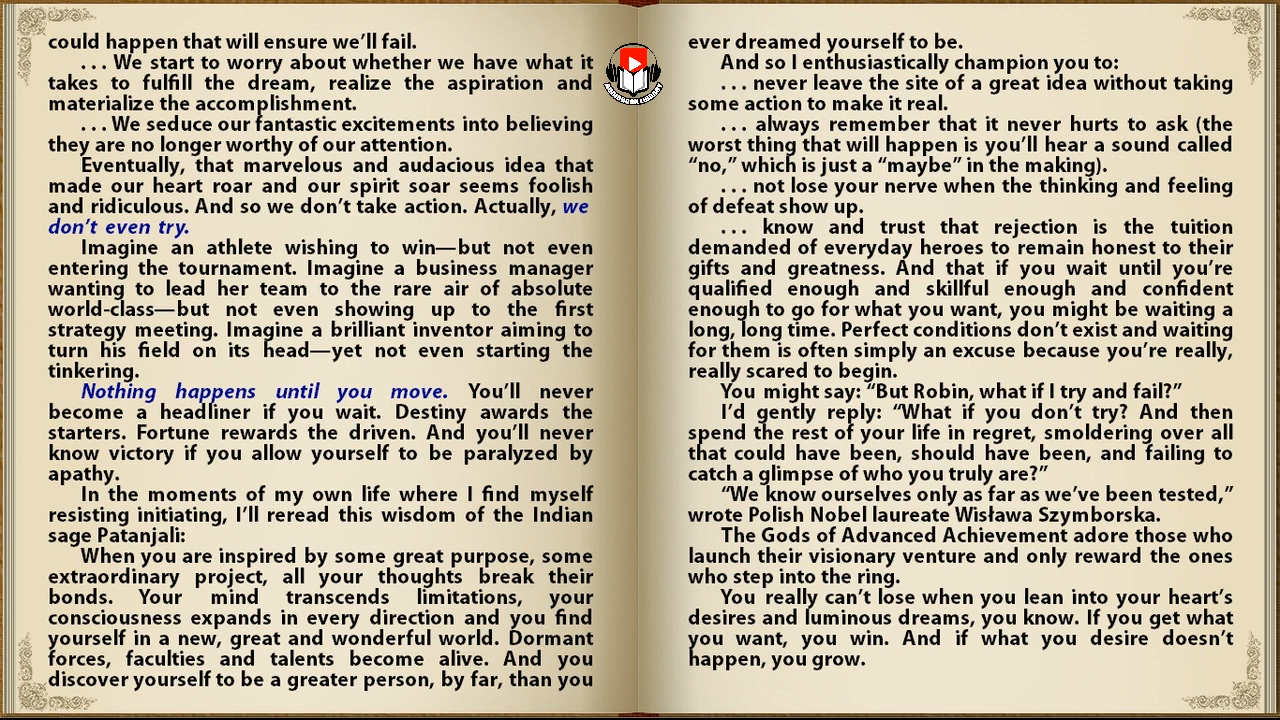 could happen that will ensure we’ll fail.
. . . We start to worry about whether we have what it
takes to fulfill the dream, realize the aspiration and
materialize the accomplishment.
. . . We seduce our fantastic excitements into believing
they are no longer worthy of our attention.
Eventually, that marvelous and audacious idea that
made our heart roar and our spirit soar seems foolish
and ridiculous. And so we don’t take action. Actually, we
don’t even try.
Imagine an athlete wishing to win—but not even
entering the tournament. Imagine a business manager
wanting to lead her team to the rare air of absolute
world-class—but not even showing up to the first
strategy meeting. Imagine a brilliant inventor aiming to
turn his field on its head—yet not even starting the
tinkering.
Nothing happens until you move. You’ll never
become a headliner if you wait. Destiny awards the
starters. Fortune rewards the driven. And you’ll never
know victory if you allow yourself to be paralyzed by
apathy.
In the moments of my own life where I find myself
resisting initiating, I’ll reread this wisdom of the Indian
sage Patanjali:
When you are inspired by some great purpose, some
extraordinary project, all your thoughts break their
bonds. Your mind transcends limitations, your
consciousness expands in every direction and you find
yourself in a new, great and wonderful world. Dormant
forces, faculties and talents become alive. And you
discover yourself to be a greater person, by far, than you
ever dreamed yourself to be.
And so I enthusiastically champion you to:
. . . never leave the site of a great idea without taking
some action to make it real.
. . . always remember that it never hurts to ask (the
worst thing that will happen is you’ll hear a sound called
“no,” which is just a “maybe” in the making).
. . . not lose your nerve when the thinking and feeling
of defeat show up.
. . . know and trust that rejection is the tuition
demanded of everyday heroes to remain honest to their
gifts and greatness. And that if you wait until you’re
qualified enough and skillful enough and confident
enough to go for what you want, you might be waiting a
long, long time. Perfect conditions don’t exist and waiting
for them is often simply an excuse because you’re really,
really scared to begin.
You might say: “But Robin, what if I try and fail?”
I’d gently reply: “What if you don’t try? And then
spend the rest of your life in regret, smoldering over all
that could have been, should have been, and failing to
catch a glimpse of who you truly are?”
“We know ourselves only as far as we’ve been tested,”
wrote Polish Nobel laureate Wisława Szymborska.
The Gods of Advanced Achievement adore those who
launch their visionary venture and only reward the ones
who step into the ring.
You really can’t lose when you lean into your heart’s
desires and luminous dreams, you know. If you get what
you want, you win. And if what you desire doesn’t
happen, you grow.